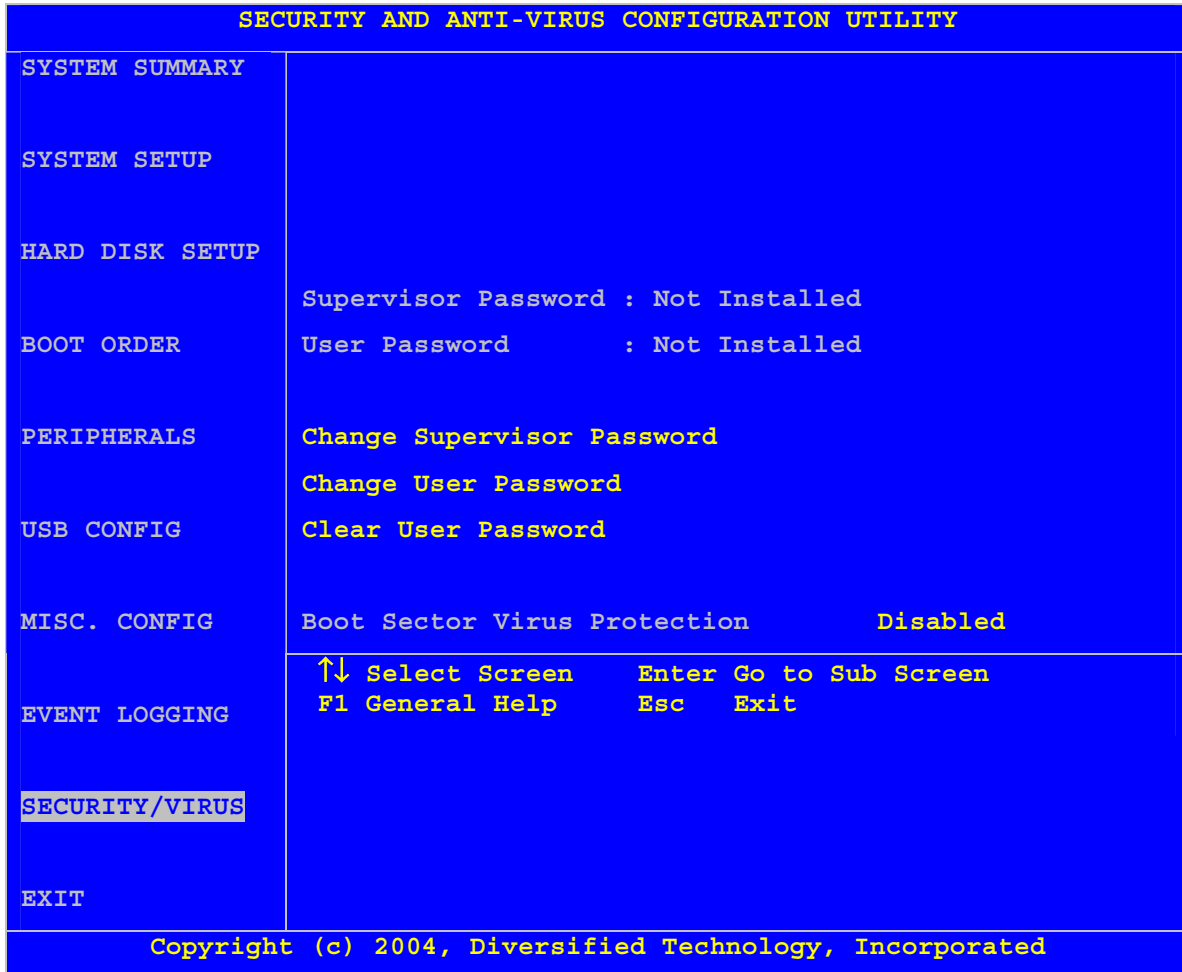 SECURITY AND ANTI-VIRUS CONFIGURATION UTILITY
SYSTEM SUMMARY
SYSTEM SETUP
HARD DISK SETUP
BOOT ORDER
PERIPHERALS
USB CONFIG
MISC. CONFIG
EVENT LOGGING
SECURITY/VIRUS
EXIT
Supervisor Password : Not Installed
User Password : Not Installed
Change Supervisor Password
Change User Password
Clear User Password
Boot Sector Virus Protection Disabled
↑↓ Select Screen Enter Go to Sub Screen
F1 General Help Esc Exit
Copyright (c) 2004, Diversified Technology, Incorporated